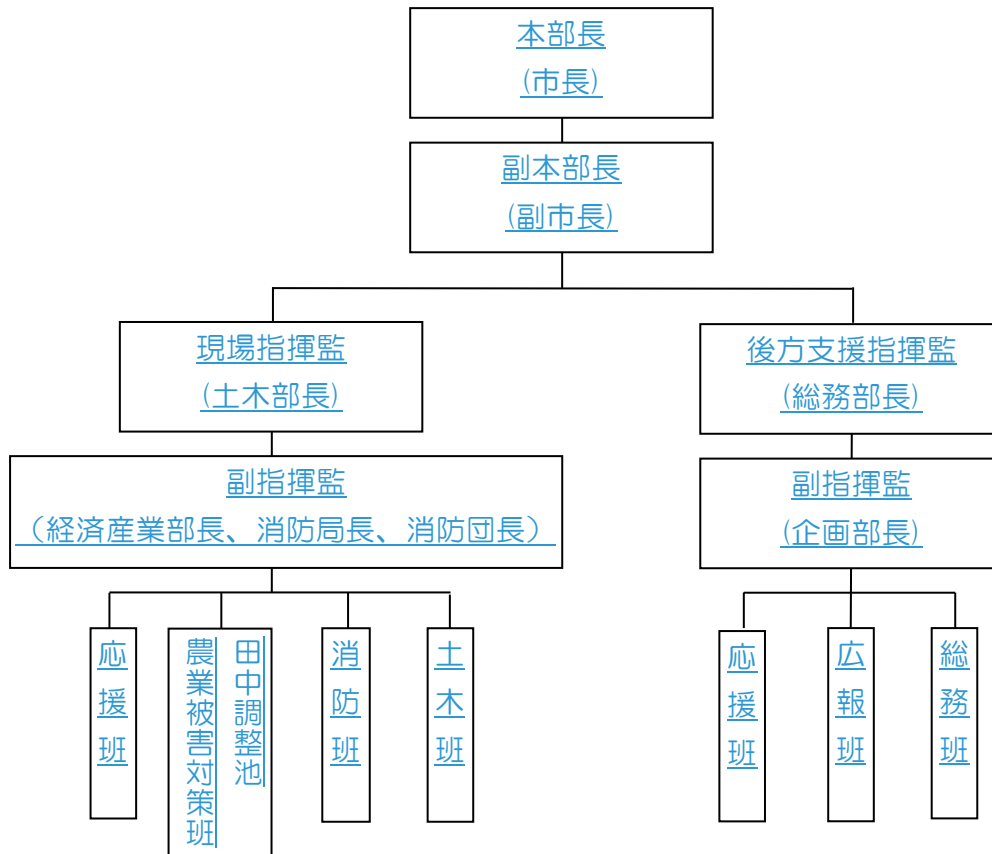 本部長
(市長)
副本部長
(副市長)
現場指揮監
(土木部長)
後方支援指揮監
(総務部長)
副指揮監
（経済産業部長、消防局長、消防団長）
副指揮監
(企画部長)
応援班
田中調整池
農業被害対策班
消防班
土木班
応援班
広報班
総務班